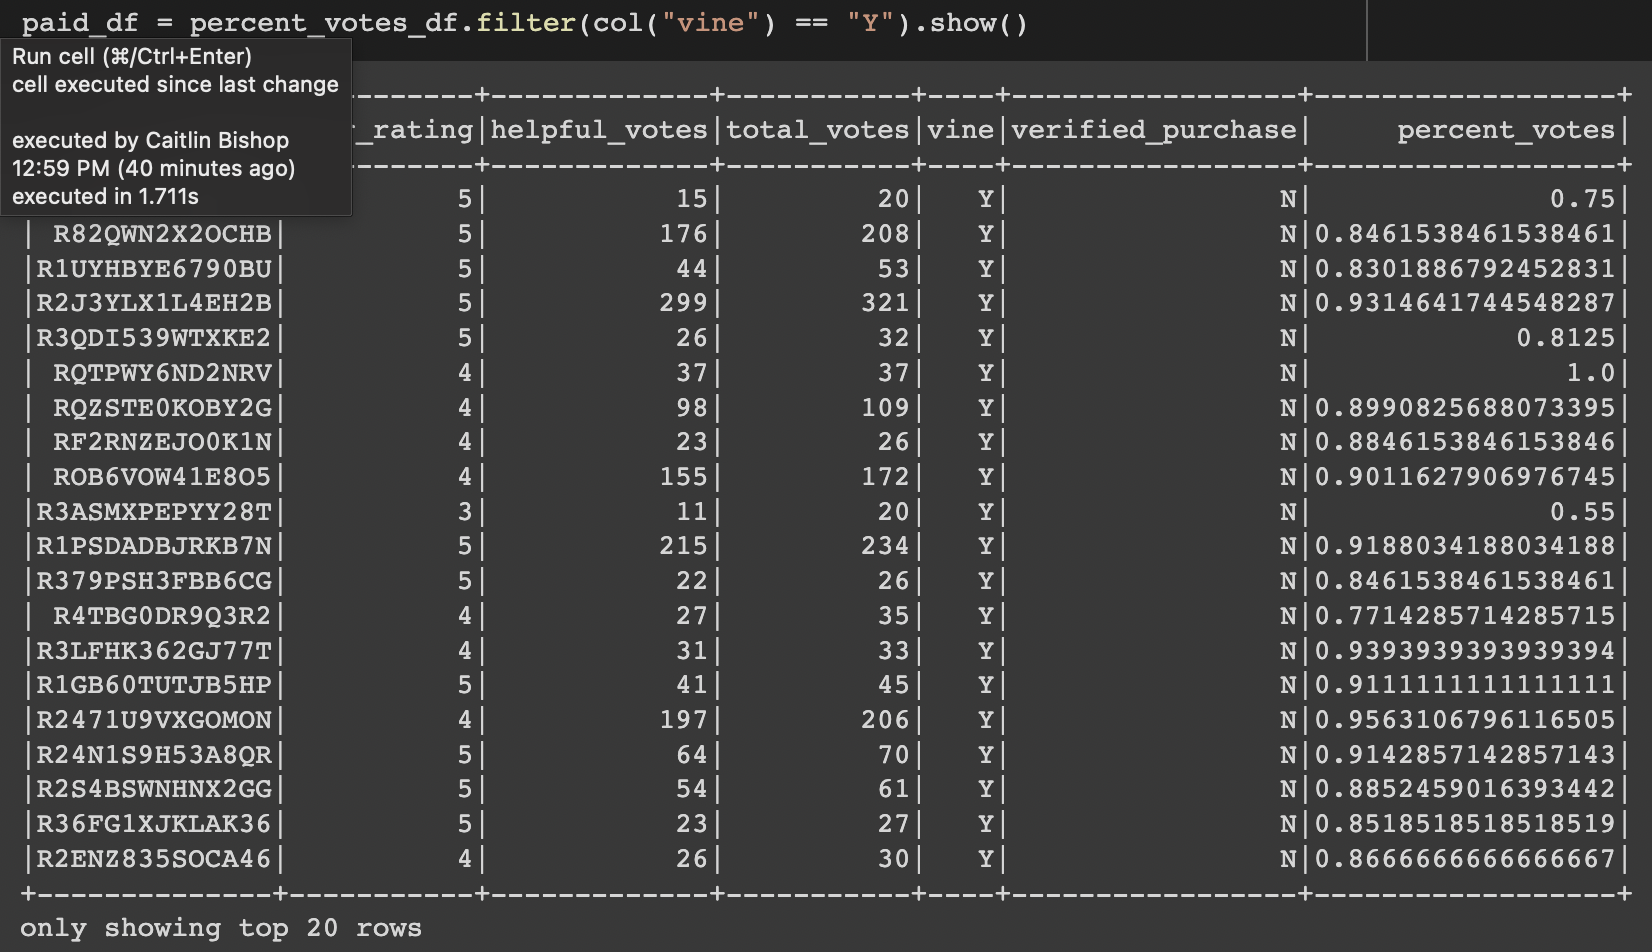 paid_df = percent_votes_df.filter(col("vine") == "Y").show()
Run cell (⌘/Ctrl+Enter)
cell executed since last change
executed by Caitlin Bishop
12:59 PM (40 minutes ago)
executed in 1.711s
-------+-------------+-----------+----+-----------------+------------------+
_rating|helpful_votes|total_votes|vine|verified_purchase|     percent_votes|
-------+-------------+-----------+----+-----------------+------------------+
      5|           15|         20|   Y|                N|              0.75|
| R82QWN2X2OCHB|          5|          176|        208|   Y|                N|0.8461538461538461|
|R1UYHBYE6790BU|          5|           44|         53|   Y|                N|0.8301886792452831|
|R2J3YLX1L4EH2B|          5|          299|        321|   Y|                N|0.9314641744548287|
|R3QDI539WTXKE2|          5|           26|         32|   Y|                N|            0.8125|
| RQTPWY6ND2NRV|          4|           37|         37|   Y|                N|               1.0|
| RQZSTE0KOBY2G|          4|           98|        109|   Y|                N|0.8990825688073395|
| RF2RNZEJO0K1N|          4|           23|         26|   Y|                N|0.8846153846153846|
| ROB6VOW41E8O5|          4|          155|        172|   Y|                N|0.9011627906976745|
|R3ASMXPEPYY28T|          3|           11|         20|   Y|                N|              0.55|
|R1PSDADBJRKB7N|          5|          215|        234|   Y|                N|0.9188034188034188|
|R379PSH3FBB6CG|          5|           22|         26|   Y|                N|0.8461538461538461|
| R4TBG0DR9Q3R2|          4|           27|         35|   Y|                N|0.7714285714285715|
|R3LFHK362GJ77T|          4|           31|         33|   Y|                N|0.9393939393939394|
|R1GB60TUTJB5HP|          5|           41|         45|   Y|                N|0.9111111111111111|
|R2471U9VXGOMON|          4|          197|        206|   Y|                N|0.9563106796116505|
|R24N1S9H53A8QR|          5|           64|         70|   Y|                N|0.9142857142857143|
|R2S4BSWNHNX2GG|          5|           54|         61|   Y|                N|0.8852459016393442|
|R36FG1XJKLAK36|          5|           23|         27|   Y|                N|0.8518518518518519|
|R2ENZ835SOCA46|          4|           26|         30|   Y|                N|0.8666666666666667|
+--------------+-----------+-------------+-----------+----+-----------------+------------------+
only showing top 20 rows